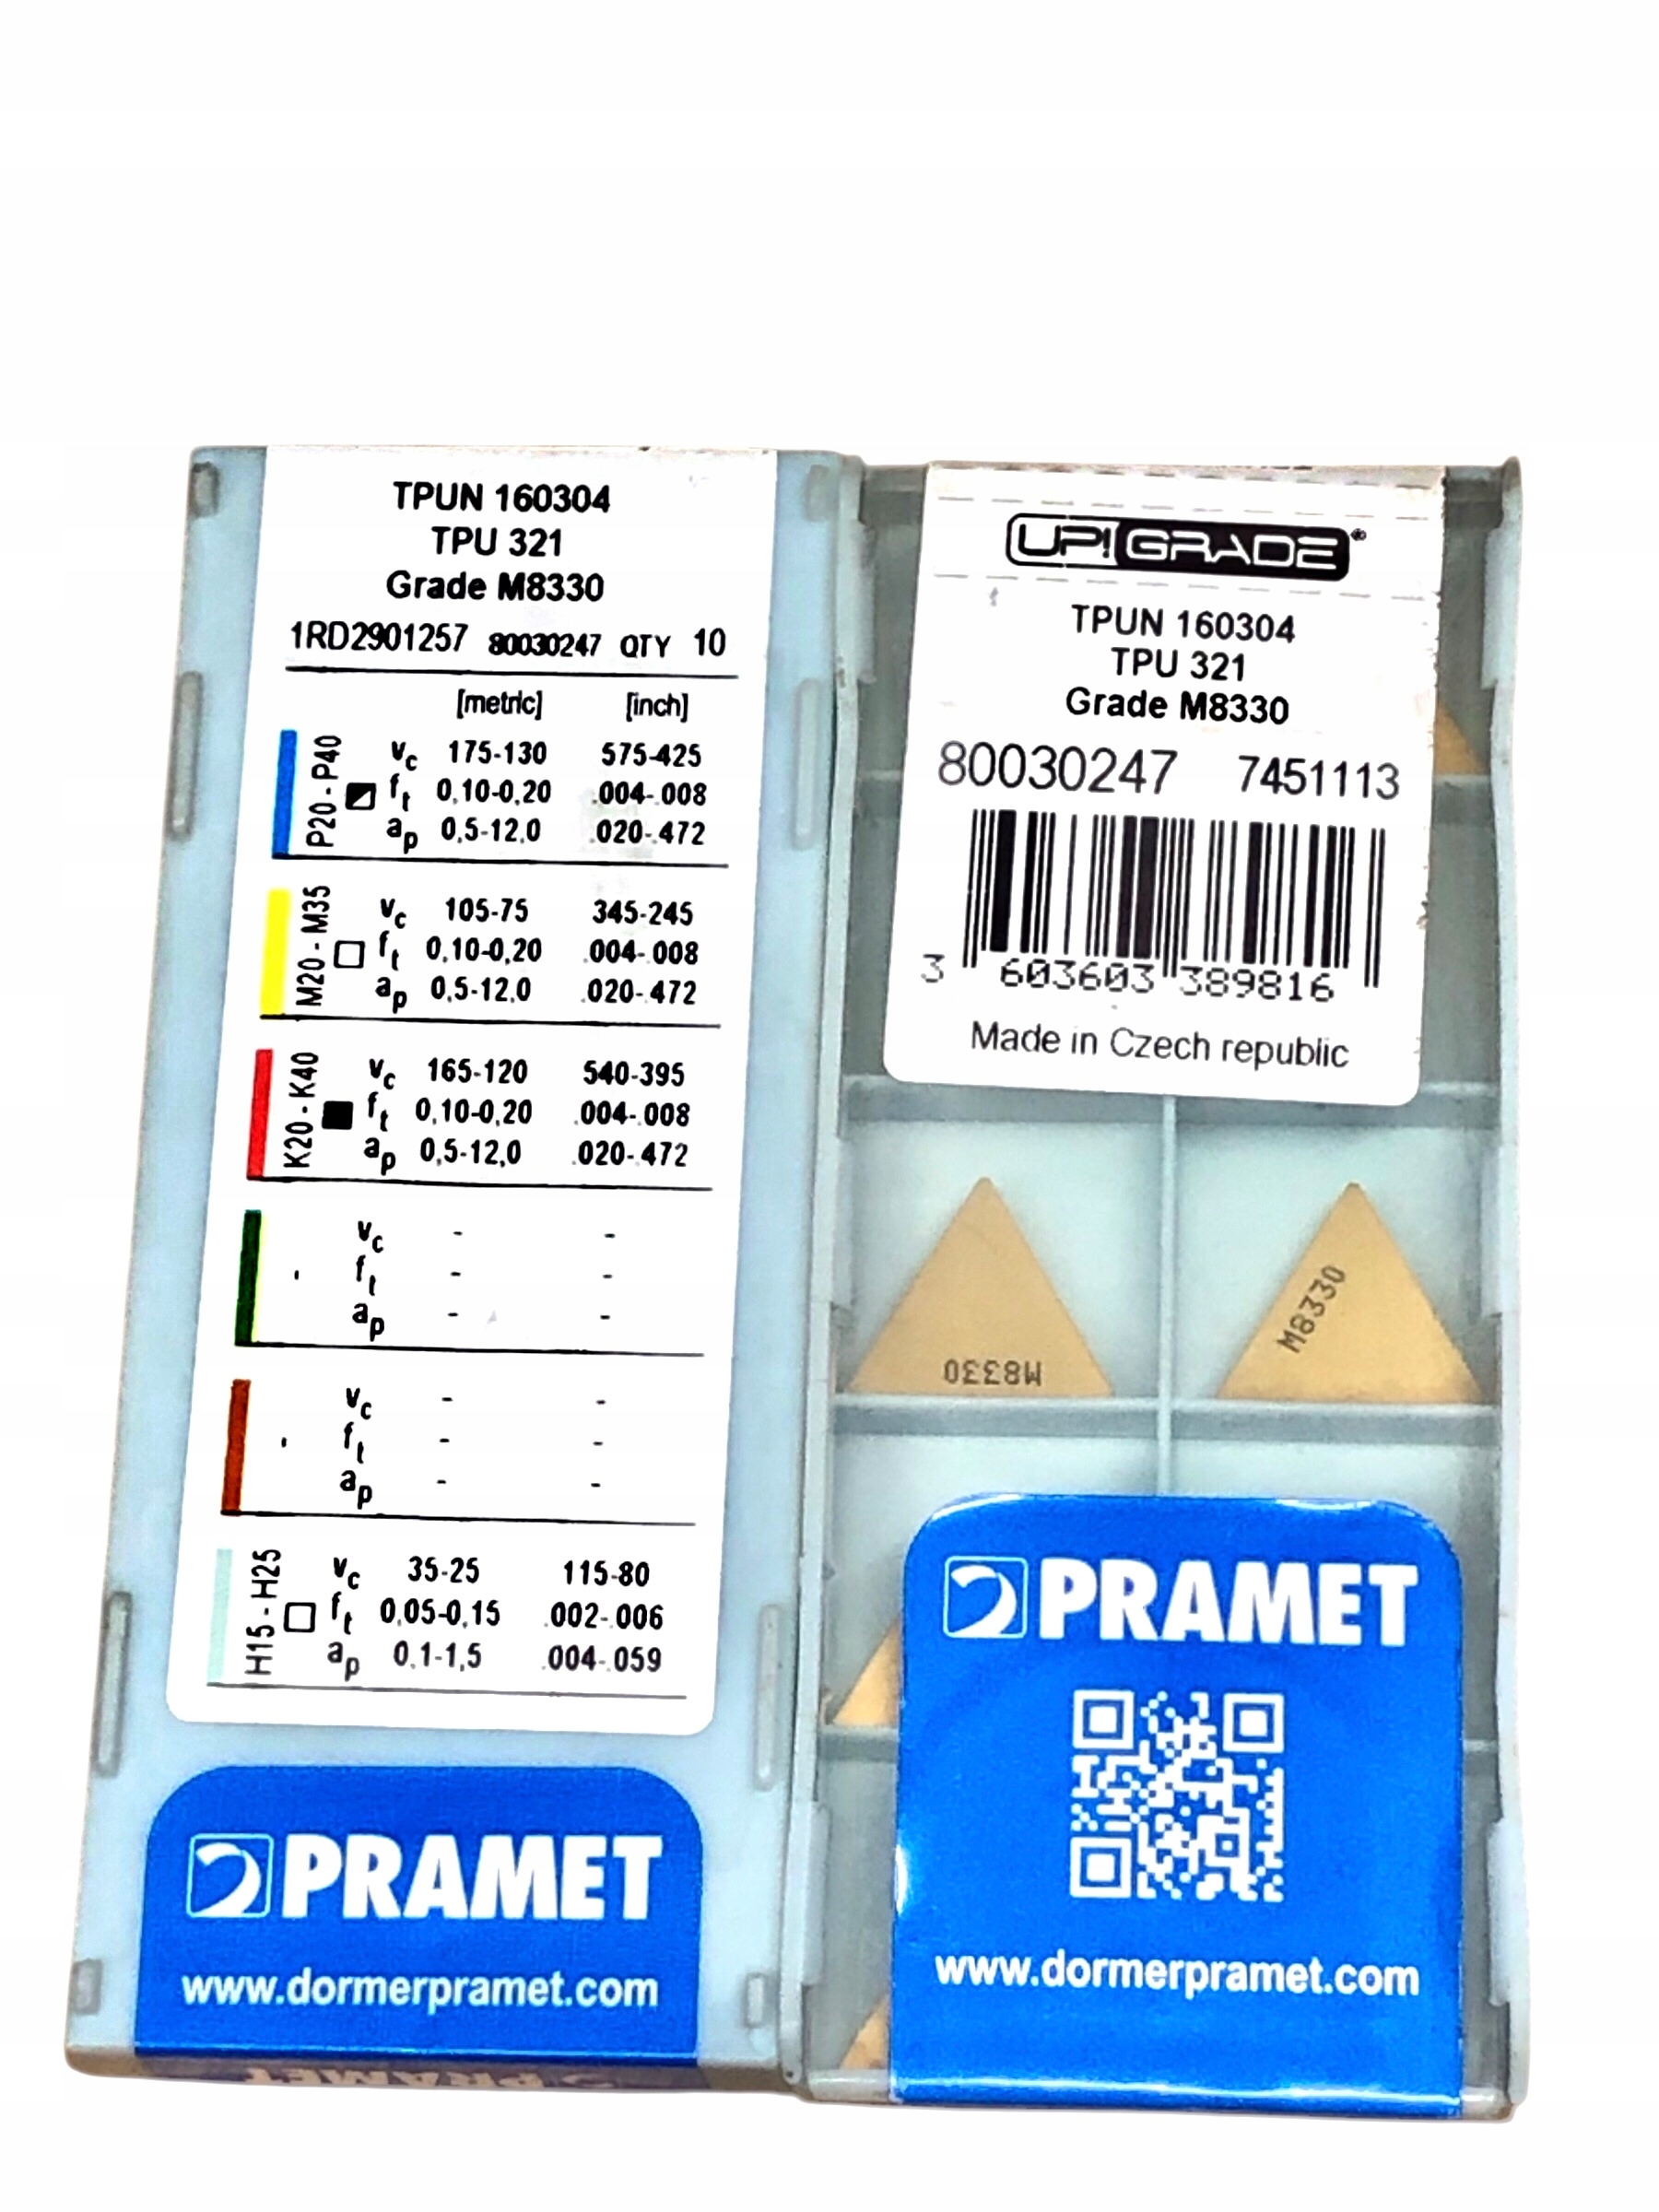 TPUN 160304
TPU 321
Grade M8330
1RD2901257 80030247 QTY 10
[metric] [inch]
P20 - P40
vc 175-130 575-425
ft 0,10-0,20 .004-.008
ap 0,5-12,0 .020-.472
M20 - M35
vc 105-75 345-245
ft 0,10-0,20 .004-.008
ap 0,5-12,0 .020-.472
K20 - K40
vc 165-120 540-395
ft 0,10-0,20 .004-.008
ap 0,5-12,0 .020-.472
vc - -
ft - -
ap - -
vc - -
ft - -
ap - -
H15 - H25
vc 35-25 115-80
ft 0,05-0,15 .002-.006
ap 0,1-1,5 .004-.059
PRAMET
www.dormerpramet.com
PRAMET
UP!GRADE®
TPUN 160304
TPU 321
Grade M8330
80030247 7451113
3 603603 389816
Made in Czech republic
M8330
M8330
PRAMET
www.dormerpramet.com